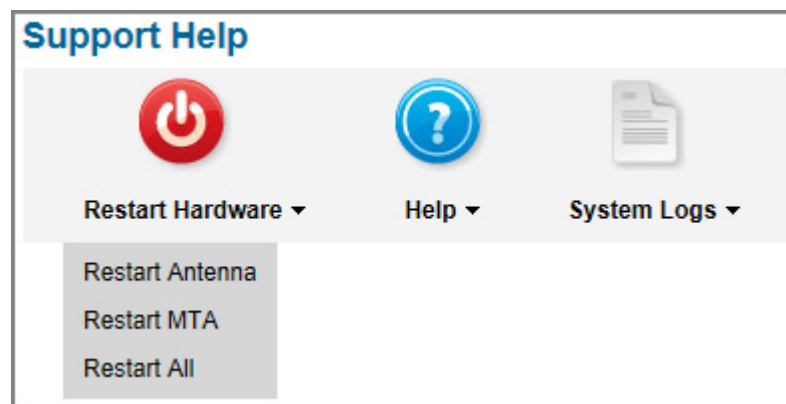 Support Help
Restart Hardware
Help
System Logs
Restart Antenna
Restart MTA
Restart All